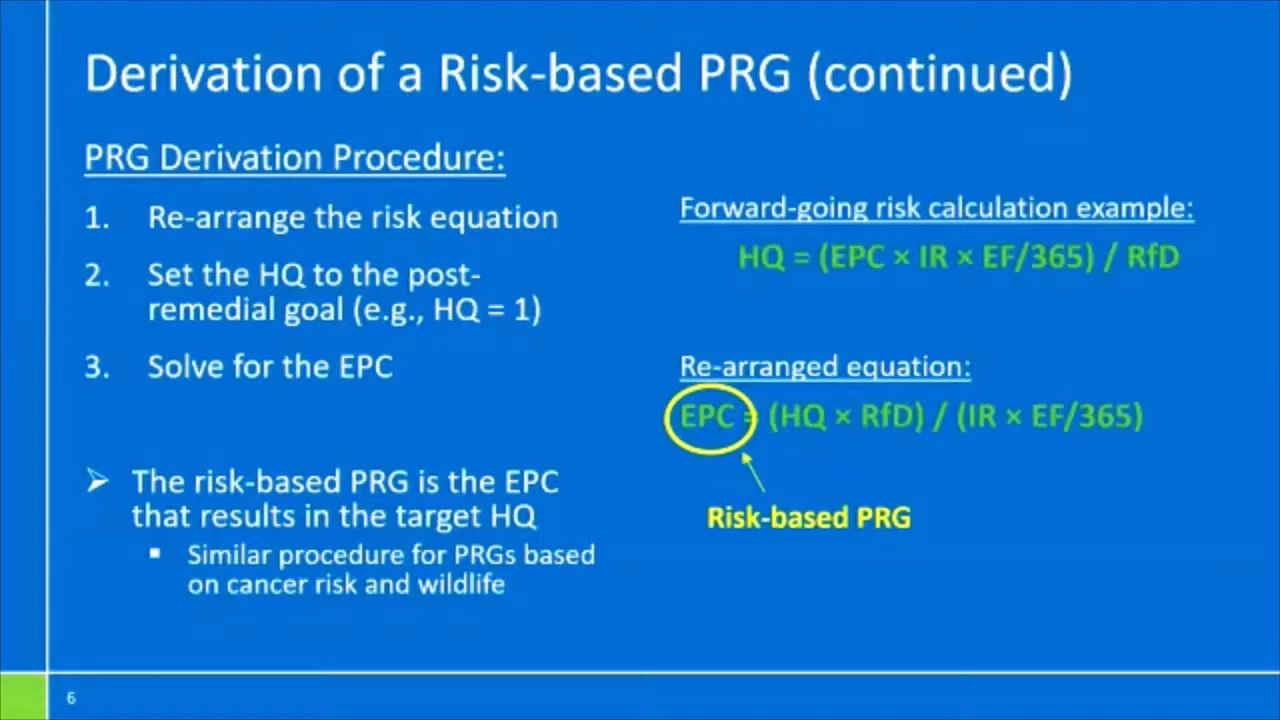 Derivation of a Risk-based PRG (continued)
PRG Derivation Procedure:
1. Re-arrange the risk equation
2. Set the HQ to the post-
remedial goal (e.g., HQ = 1)
3. Solve for the EPC
➢ The risk-based PRG is the EPC
that results in the target HQ
▪ Similar procedure for PRGs based
on cancer risk and wildlife
Forward-going risk calculation example:
HQ = (EPC × IR × EF/365) / RfD
Re-arranged equation:
EPC = (HQ × RfD) / (IR × EF/365)
Risk-based PRG
6